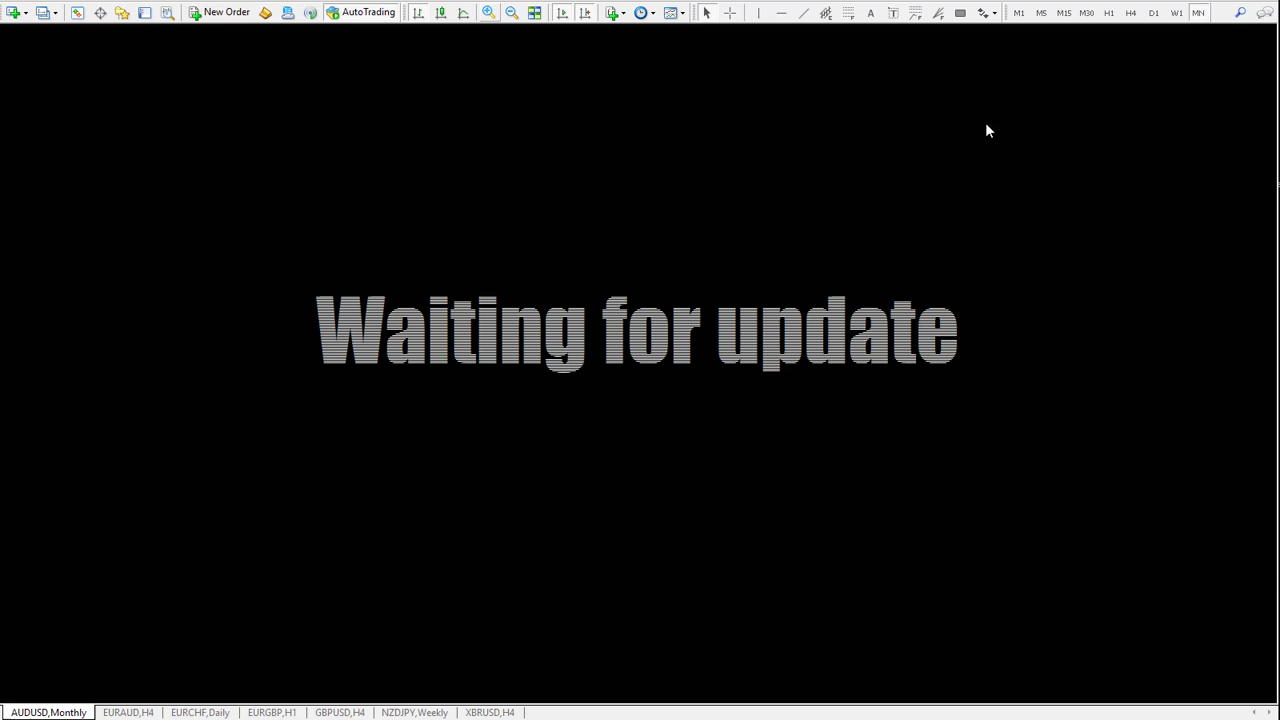 New Order AutoTrading A T M1 M5 M15 M30 H1 H4 D1 W1 MN
Waiting for update
AUDUSD,Monthly EURAUD,H4 EURCHF,Daily EURGBP,H1 GBPUSD,H4 NZDJPY,Weekly XBRUSD,H4